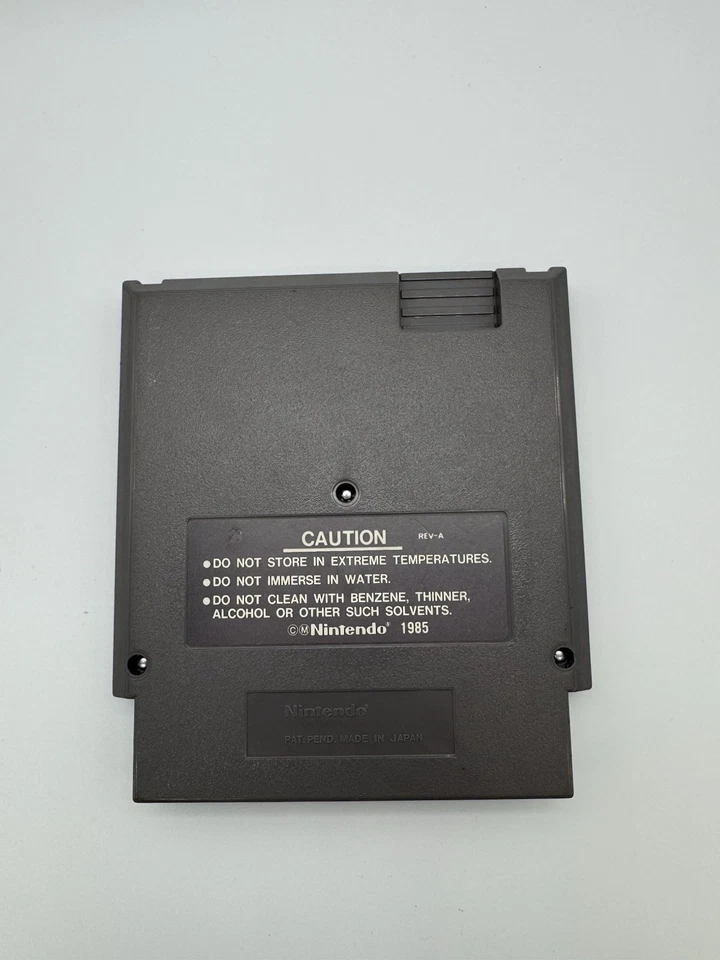 CAUTION REV-A
•DO NOT STORE IN EXTREME TEMPERATURES.
•DO NOT IMMERSE IN WATER.
•DO NOT CLEAN WITH BENZENE, THINNER,
ALCOHOL OR OTHER SUCH SOLVENTS.
©ⓂNintendo® 1985
Nintendo®
PAT. PEND. MADE IN JAPAN